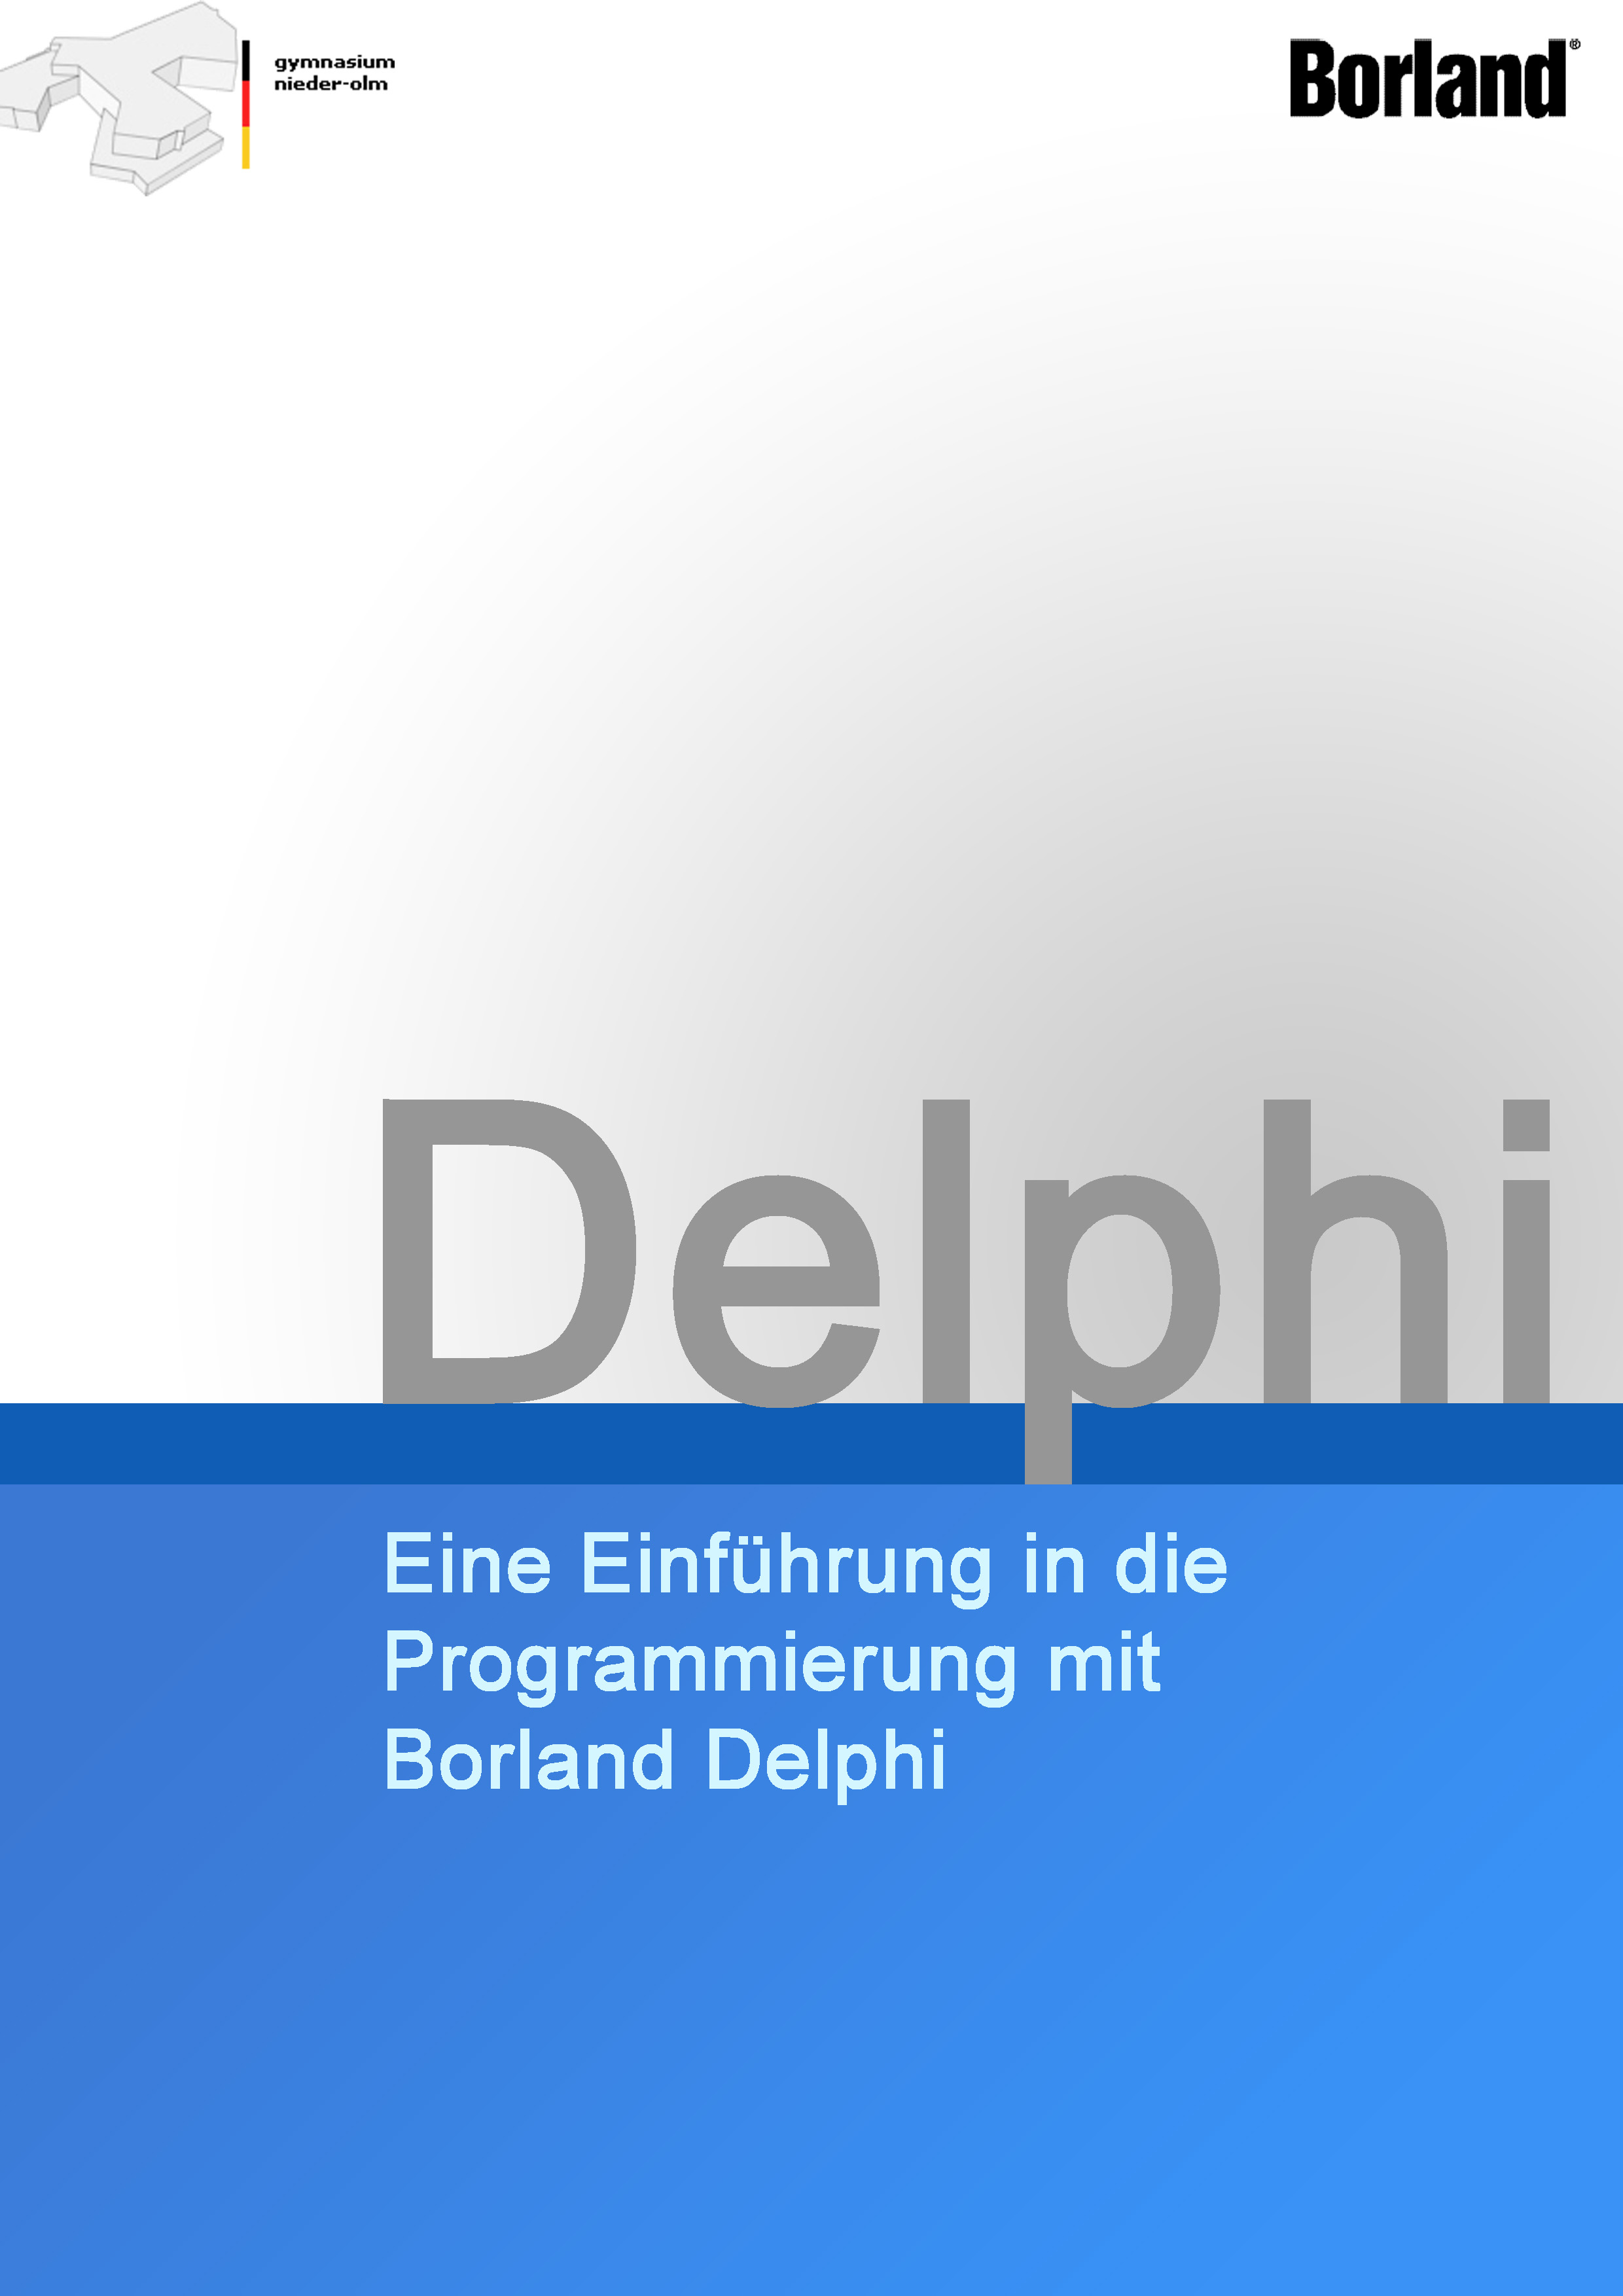 gymnasium
nieder-olm
Borland®
Delphi
Eine Einführung in die
Programmierung mit
Borland Delphi